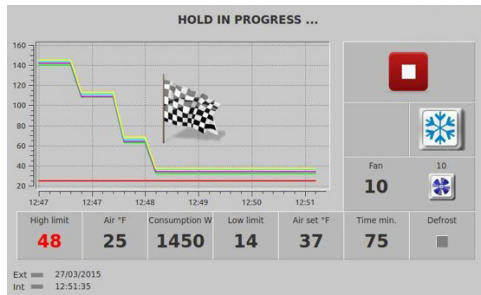 HOLD IN PROGRESS ...
160
140
120
100
80
60
40
20
12:47 12:47 12:48 12:49 12:50 12:51
Fan 10
10
High limit Air °F Consumption W Low limit Air set °F Time min. Defrost
48 25 1450 14 37 75
Ext 27/03/2015
Int 12:51:35